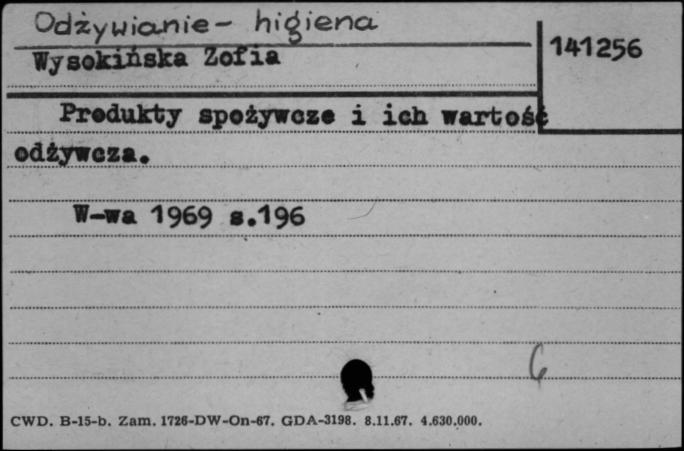 Odżywianie - higiena
Wysokińska Zofia
141256
Produkty spożywcze i ich wartość
odżywcza.
W-wa 1969 s.196
6
CWD. B-15-b. Zam. 1726-DW-On-67. GDA-3198. 8.11.67. 4.630.000.